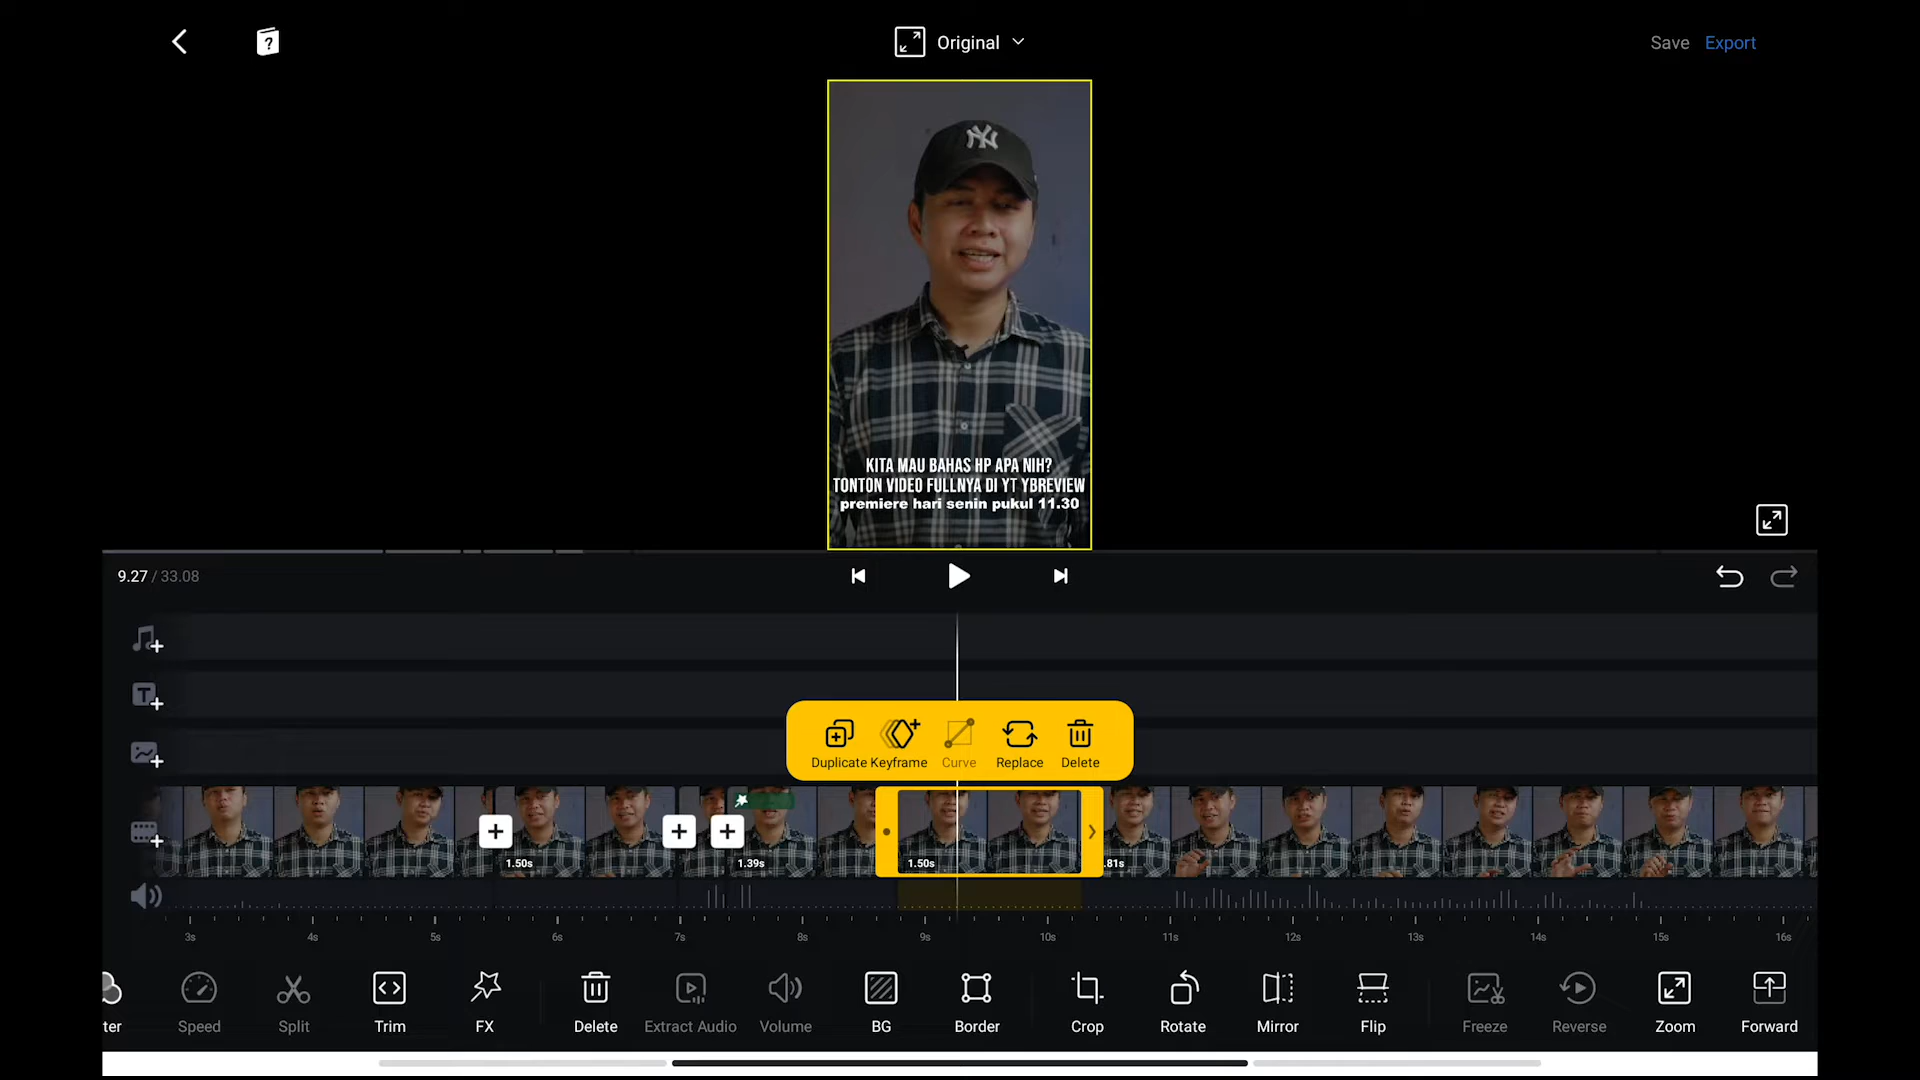 ?
Original
Save Export
NY
KITA MAU BAHAS HP APA NIH?
TONTON VIDEO FULLNYA DI YT YBREVIEW
premiere hari senin pukul 11.30
9.27 / 33.08
T
Duplicate Keyframe Curve Replace Delete
1.50s 1.39s 1.50s .81s
3s 4s 5s 6s 7s 8s 9s 10s 11s 12s 13s 14s 15s 16s
ter Speed Split Trim FX Delete Extract Audio Volume BG Border Crop Rotate Mirror Flip Freeze Reverse Zoom Forward